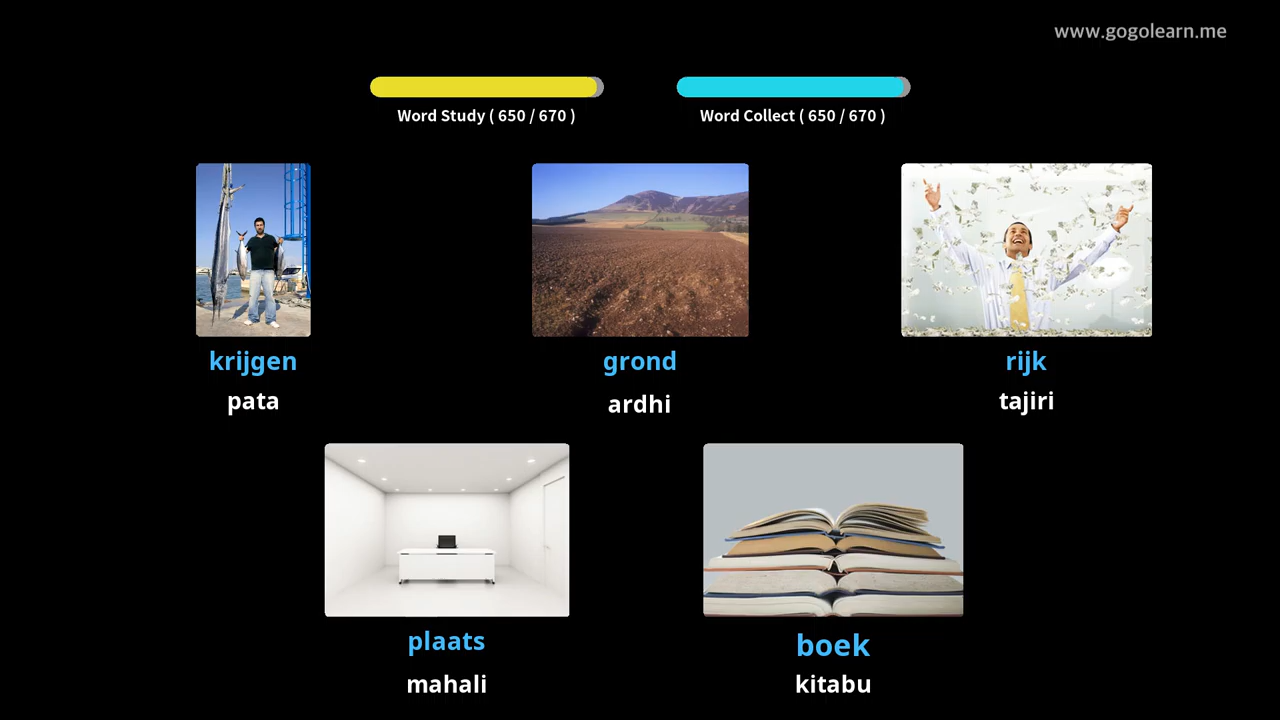 www.gogolearn.me
Word Study ( 650 / 670 )
Word Collect ( 650 / 670 )
krijgen
pata
grond
ardhi
rijk
tajiri
plaats
mahali
boek
kitabu